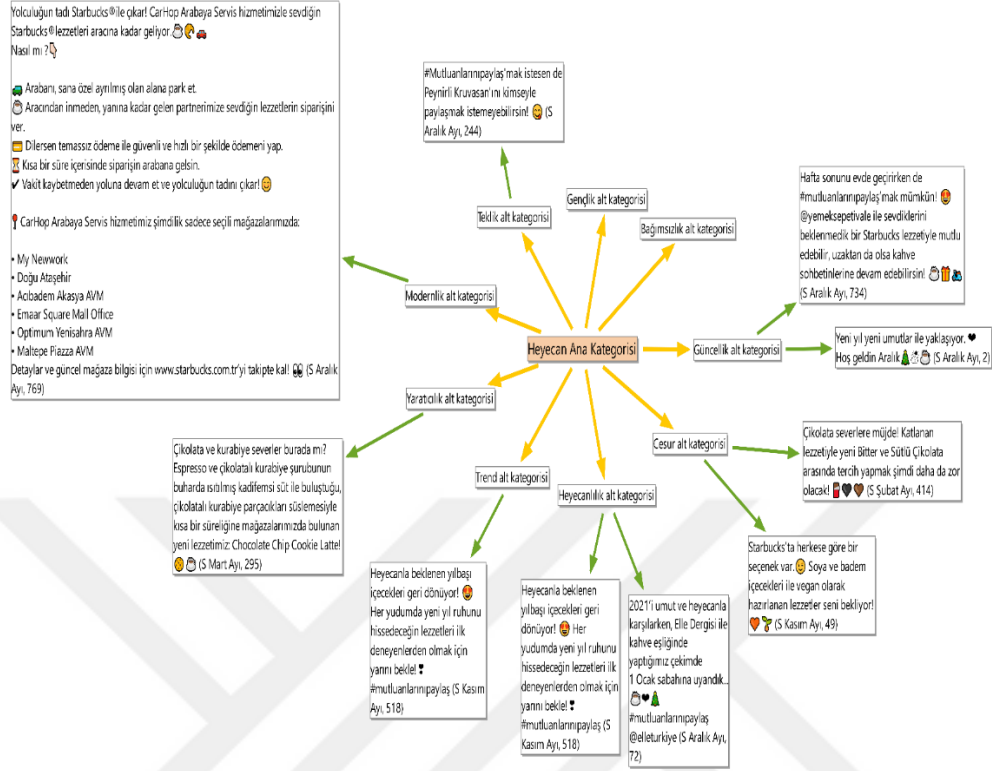 Yolculuğun tadı Starbucks®ile çıkar! CarHop Arabaya Servis hizmetimizle sevdiğin
Starbucks®lezzetleri aracına kadar geliyor.
Nasıl mı?👇
🚙 Arabanı, sana özel ayrılmış olan alana park et.
Aracından inmeden, yanına kadar gelen partnerimize sevdiğin lezzetlerin siparişini
ver.
💳 Dilersen temassız ödeme ile güvenli ve hızlı bir şekilde ödemeni yap.
⏳ Kısa bir süre içerisinde siparişin arabana gelsin.
✔ Vakit kaybetmeden yoluna devam et ve yolculuğun tadını çıkar!😊
📍 CarHop Arabaya Servis hizmetimiz şimdilik sadece seçili mağazalarımızda:
• My Newwork
• Doğu Ataşehir
• Acıbadem Akasya AVM
• Emaar Square Mall Office
• Optimum Yenisahra AVM
• Maltepe Piazza AVM
Detaylar ve güncel mağaza bilgisi için www.starbucks.com.tr'yi takipte kal! 👀 (S Aralık
Ayı, 769)
#Mutluanlarınıpaylaş'mak istesen de
Peynirli Kruvasan'ını kimseyle
paylaşmak istemeyebilirsin! 😋 (S
Aralık Ayı, 244)
Teklik alt kategorisi
Gençlik alt kategorisi
Bağımsızlık alt kategorisi
Hafta sonunu evde geçirirken de
#mutluanlarınıpaylaş'mak mümkün! 😍
@yemeksepetivale ile sevdiklerini
beklenmedik bir Starbucks lezzetiyle mutlu
edebilir, uzaktan da olsa kahve
sohbetinlerine devam edebilirsin!
(S Aralık Ayı, 734)
Modernlik alt kategorisi
Heyecan Ana Kategorisi
Güncellik alt kategorisi
Yeni yıl yeni umutlar ile yaklaşıyor. ❤
Hoş geldin Aralık🎄☃☕ (S Aralık Ayı, 2)
Yaratıcılık alt kategorisi
Çikolata ve kurabiye severler burada mı?
Espresso ve çikolatalı kurabiye şurubunun
buharda ısıtılmış kadifemsi süt ile buluştuğu,
çikolatalı kurabiye parçacıkları süslemesiyle
kısa bir süreliğine mağazalarımızda bulunan
yeni lezzetimiz: Chocolate Chip Cookie Latte!
🍪☕ (S Mart Ayı, 295)
Trend alt kategorisi
Heyecanlılık alt kategorisi
Cesur alt kategorisi
Çikolata severlere müjde! Katlanan
lezzetiyle yeni Bitter ve Sütlü Çikolata
arasında tercih yapmak şimdi daha da zor
olacak! (S Şubat Ayı, 414)
Starbucks'ta herkese göre bir
seçenek var.😉 Soya ve badem
içecekleri ile vegan olarak
hazırlanan lezzetler seni bekliyor!
🧡🌱 (S Kasım Ayı, 49)
Heyecanla beklenen yılbaşı
içecekleri geri dönüyor! 😍
Her yudumda yeni yıl ruhunu
hissedeceğin lezzetleri ilk
deneyenlerden olmak için
yarını bekle! ❣
#mutluanlarınıpaylaş (S Kasım
Ayı, 518)
Heyecanla beklenen
yılbaşı içecekleri geri
dönüyor! 😍 Her
yudumda yeni yıl ruhunu
hissedeceğin lezzetleri ilk
deneyenlerden olmak için
yarını bekle! ❣
#mutluanlarınıpaylaş (S
Kasım Ayı, 518)
2021'i umut ve heyecanla
karşılarken, Elle Dergisi ile
kahve eşliğinde
yaptığımız çekimde
1 Ocak sabahına uyandık...
☕❤🎄
#mutluanlarınıpaylaş
@elleturkiye (S Aralık Ayı,
72)